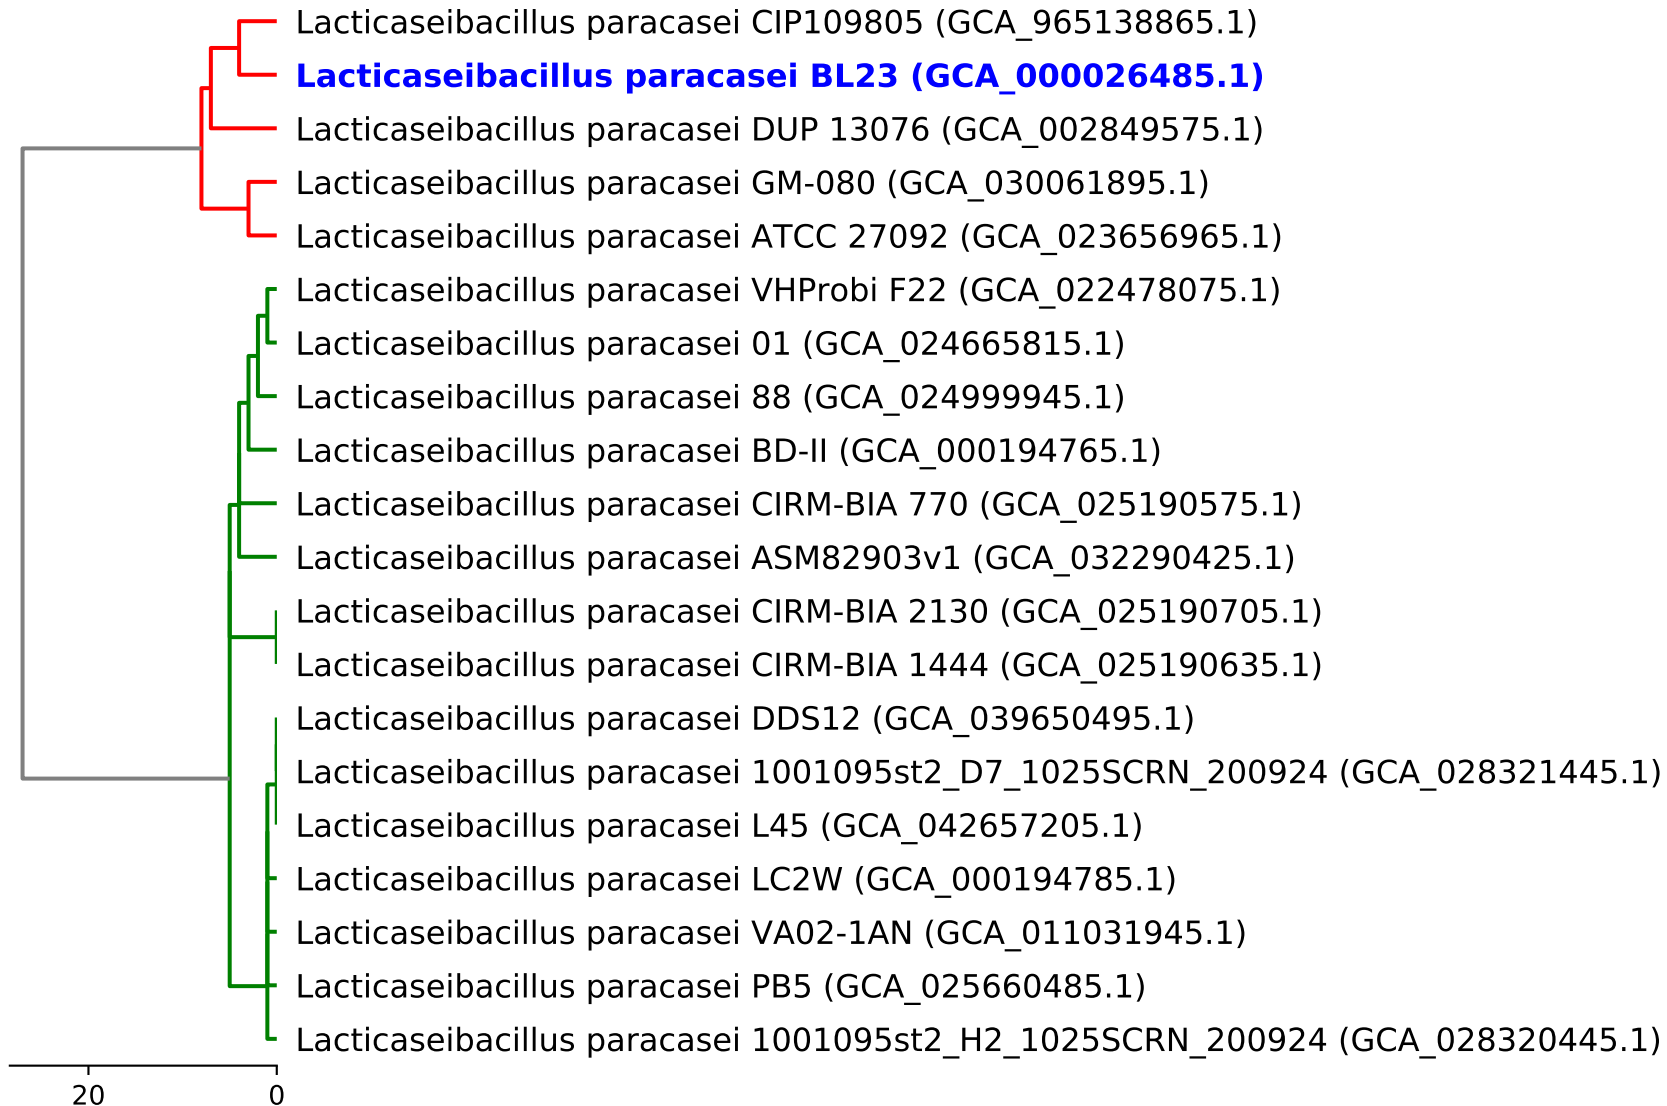 Lacticaseibacillus paracasei CIP109805 (GCA_965138865.1)
Lacticaseibacillus paracasei BL23 (GCA_000026485.1)
Lacticaseibacillus paracasei DUP 13076 (GCA_002849575.1)
Lacticaseibacillus paracasei GM-080 (GCA_030061895.1)
Lacticaseibacillus paracasei ATCC 27092 (GCA_023656965.1)
Lacticaseibacillus paracasei VHProbi F22 (GCA_022478075.1)
Lacticaseibacillus paracasei 01 (GCA_024665815.1)
Lacticaseibacillus paracasei 88 (GCA_024999945.1)
Lacticaseibacillus paracasei BD-II (GCA_000194765.1)
Lacticaseibacillus paracasei CIRM-BIA 770 (GCA_025190575.1)
Lacticaseibacillus paracasei ASM82903v1 (GCA_032290425.1)
Lacticaseibacillus paracasei CIRM-BIA 2130 (GCA_025190705.1)
Lacticaseibacillus paracasei CIRM-BIA 1444 (GCA_025190635.1)
Lacticaseibacillus paracasei DDS12 (GCA_039650495.1)
Lacticaseibacillus paracasei 1001095st2_D7_1025SCRN_200924 (GCA_028321445.1)
Lacticaseibacillus paracasei L45 (GCA_042657205.1)
Lacticaseibacillus paracasei LC2W (GCA_000194785.1)
Lacticaseibacillus paracasei VA02-1AN (GCA_011031945.1)
Lacticaseibacillus paracasei PB5 (GCA_025660485.1)
Lacticaseibacillus paracasei 1001095st2_H2_1025SCRN_200924 (GCA_028320445.1)
20 0